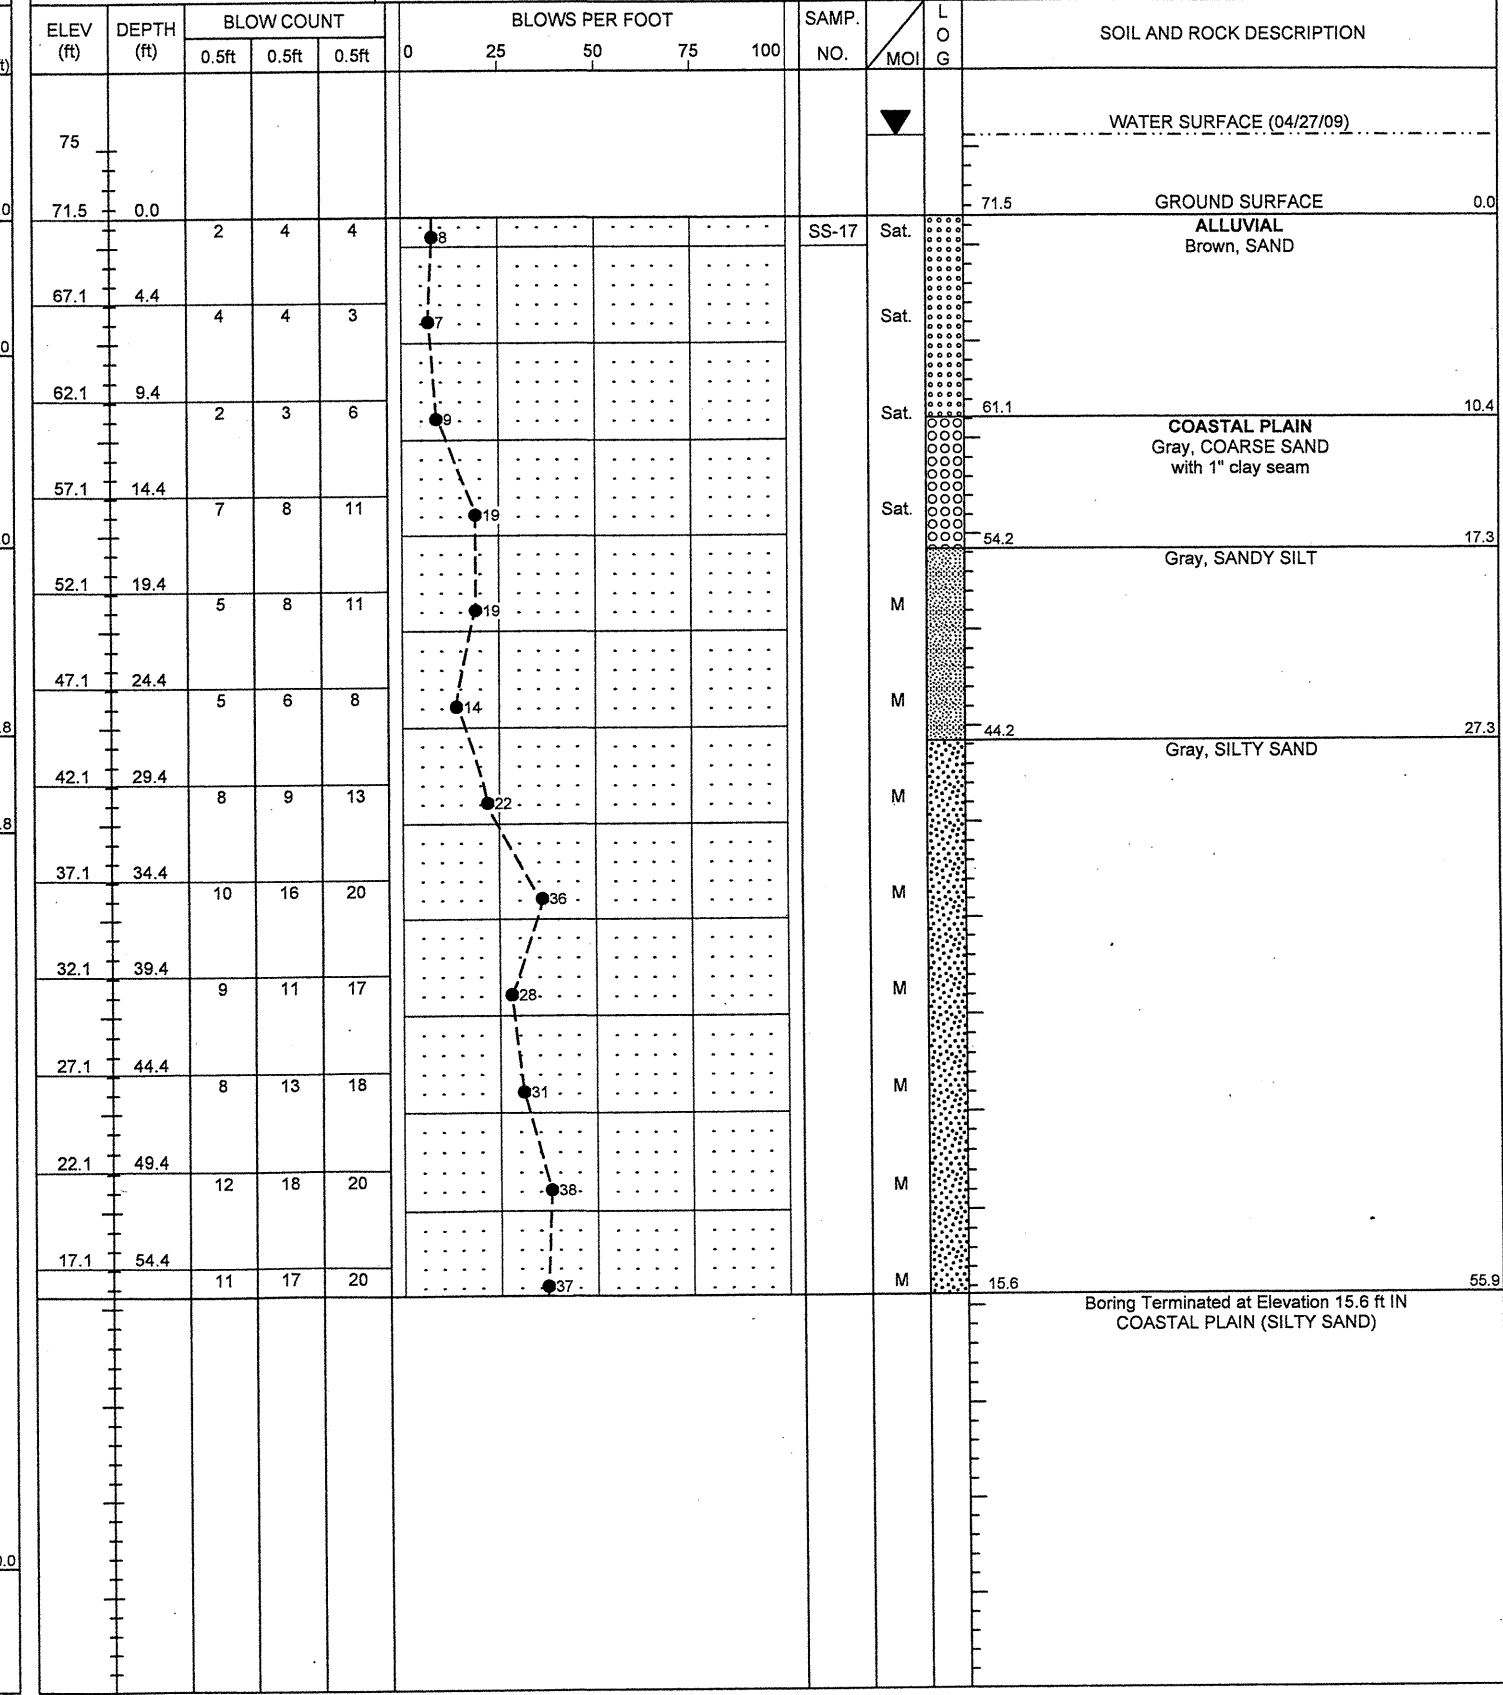 ELEV (ft) DEPTH (ft) BLOW COUNT 0.5ft 0.5ft 0.5ft BLOWS PER FOOT 0 25 50 75 100 SAMP. NO. MOI LOG SOIL AND ROCK DESCRIPTION
ft)
WATER SURFACE (04/27/09)
75
71.5 0.0 71.5 GROUND SURFACE 0.0
2 4 4 8 SS-17 Sat. ALLUVIAL
Brown, SAND
67.1 4.4
4 4 3 7 Sat.
62.1 9.4
2 3 6 9 Sat. 61.1 10.4
COASTAL PLAIN
Gray, COARSE SAND
with 1" clay seam
57.1 14.4
7 8 11 19 Sat.
54.2 17.3
Gray, SANDY SILT
52.1 19.4
5 8 11 19 M
47.1 24.4
5 6 8 14 M
44.2 27.3
Gray, SILTY SAND
42.1 29.4
8 9 13 22 M
37.1 34.4
10 16 20 36 M
32.1 39.4
9 11 17 28 M
27.1 44.4
8 13 18 31 M
22.1 49.4
12 18 20 38 M
17.1 54.4
11 17 20 37 M 15.6 55.9
Boring Terminated at Elevation 15.6 ft IN
COASTAL PLAIN (SILTY SAND)